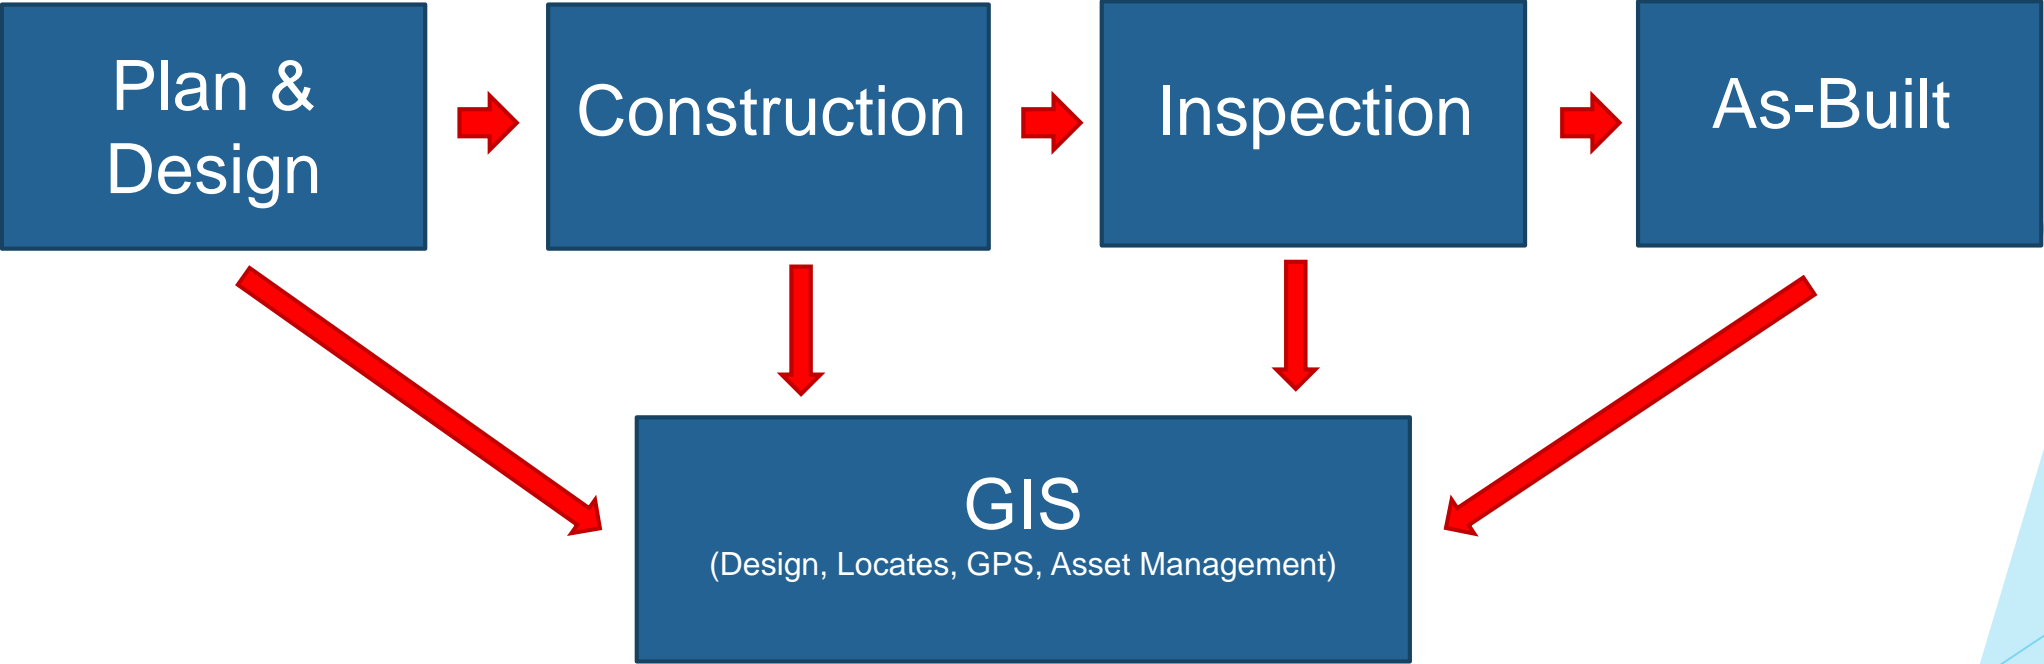 Plan &
Design
Construction
Inspection
As-Built
GIS
(Design, Locates, GPS, Asset Management)